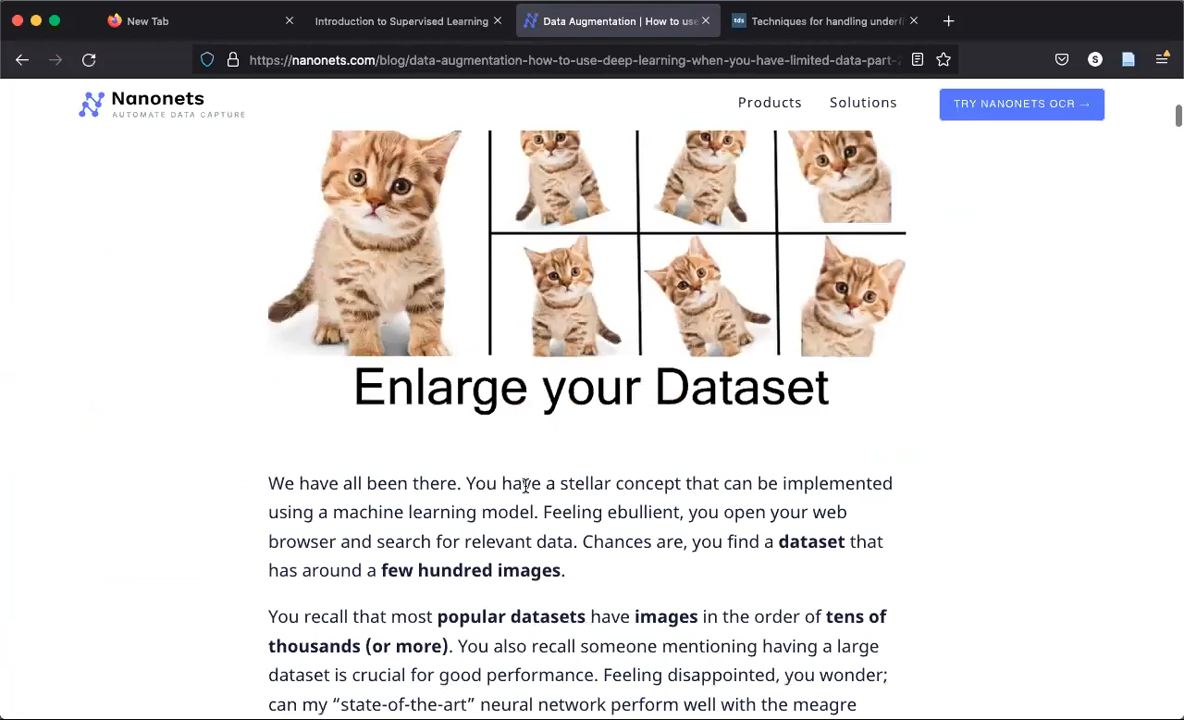 New Tab
Introduction to Supervised Learning
Data Augmentation | How to use
tds
Techniques for handling under
https://nanonets.com/blog/data-augmentation-how-to-use-deep-learning-when-you-have-limited-data-part-
S
Nanonets
AUTOMATE DATA CAPTURE
Products
Solutions
TRY NANONETS OCR →
Enlarge your Dataset
We have all been there. You have a stellar concept that can be implemented
using a machine learning model. Feeling ebullient, you open your web
browser and search for relevant data. Chances are, you find a dataset that
has around a few hundred images.
You recall that most popular datasets have images in the order of tens of
thousands (or more). You also recall someone mentioning having a large
dataset is crucial for good performance. Feeling disappointed, you wonder;
can my “state-of-the-art” neural network perform well with the meagre